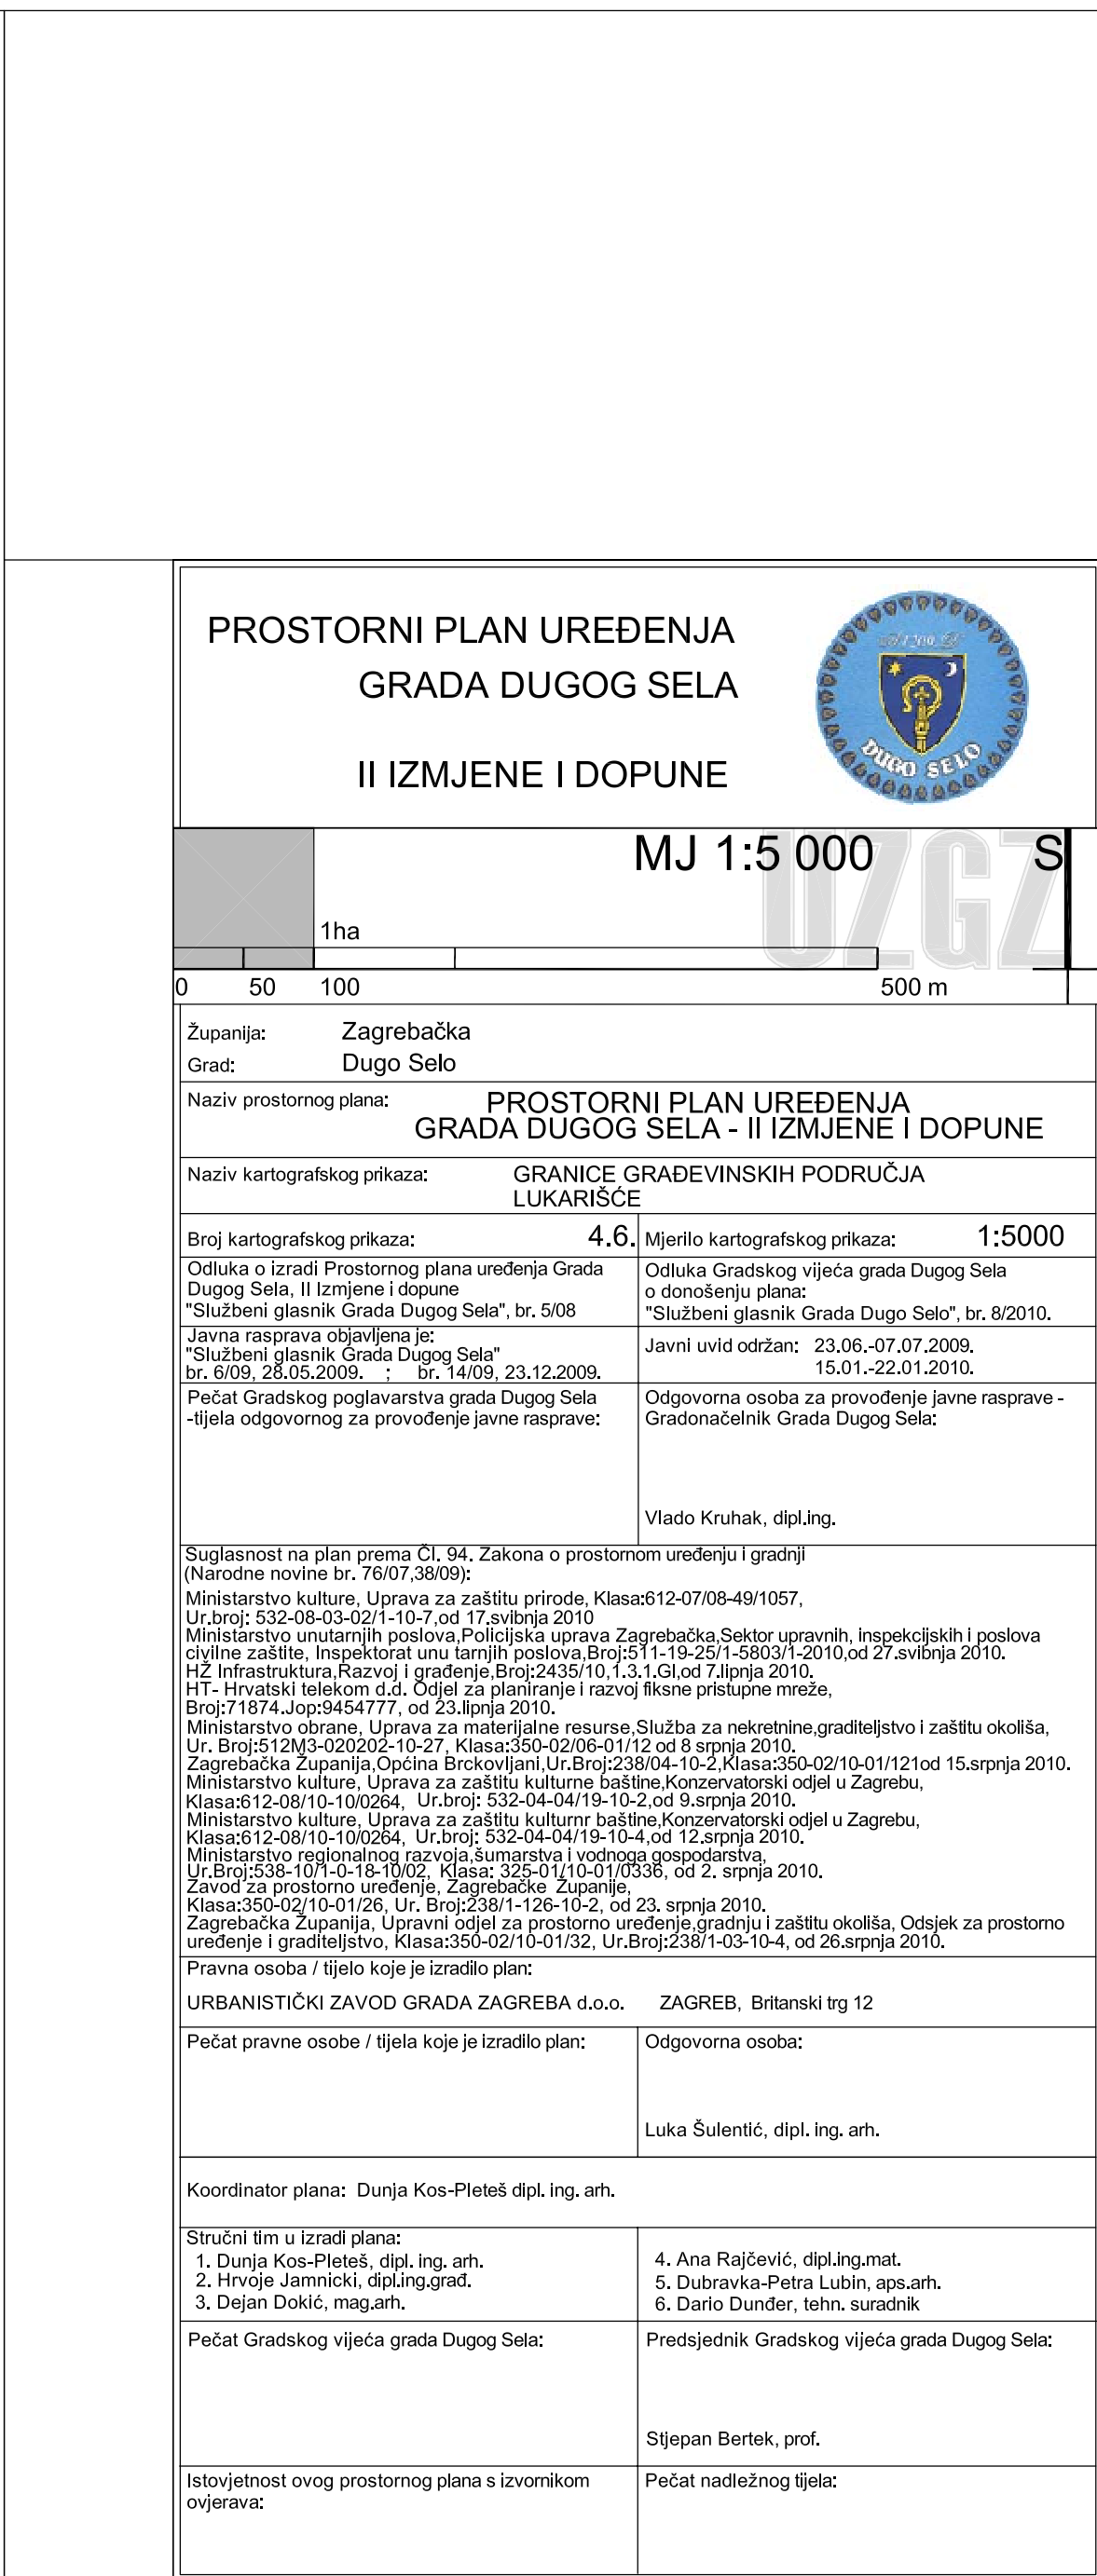 PROSTORNI PLAN UREĐENJA
GRADA DUGOG SELA
II IZMJENE I DOPUNE
DUGO SELO
MJ 1:5 000
S
UZGZ
1ha
0 50 100 500 m
Županija: Zagrebačka
Grad: Dugo Selo
Naziv prostornog plana: PROSTORNI PLAN UREĐENJA
GRADA DUGOG SELA - II IZMJENE I DOPUNE
Naziv kartografskog prikaza: GRANICE GRAĐEVINSKIH PODRUČJA
LUKARIŠĆE
Broj kartografskog prikaza: 4.6.
Mjerilo kartografskog prikaza: 1:5000
Odluka o izradi Prostornog plana uređenja Grada
Dugog Sela, II Izmjene i dopune
"Službeni glasnik Grada Dugog Sela", br. 5/08
Odluka Gradskog vijeća grada Dugog Sela
o donošenju plana:
"Službeni glasnik Grada Dugo Selo", br. 8/2010.
Javna rasprava objavljena je:
"Službeni glasnik Grada Dugog Sela"
br. 6/09, 28.05.2009. ; br. 14/09, 23.12.2009.
Javni uvid održan: 23.06.-07.07.2009.
15.01.-22.01.2010.
Pečat Gradskog poglavarstva grada Dugog Sela
-tijela odgovornog za provođenje javne rasprave:
Odgovorna osoba za provođenje javne rasprave -
Gradonačelnik Grada Dugog Sela:
Vlado Kruhak, dipl.ing.
Suglasnost na plan prema Čl. 94. Zakona o prostornom uređenju i gradnji
(Narodne novine br. 76/07,38/09):
Ministarstvo kulture, Uprava za zaštitu prirode, Klasa:612-07/08-49/1057,
Ur.broj: 532-08-03-02/1-10-7,od 17.svibnja 2010
Ministarstvo unutarnjih poslova,Policijska uprava Zagrebačka,Sektor upravnih, inspekcijskih i poslova
civilne zaštite, Inspektorat unu tarnjih poslova,Broj:511-19-25/1-5803/1-2010,od 27.svibnja 2010.
HŽ Infrastruktura,Razvoj i građenje,Broj:2435/10,1.3.1.Gl,od 7.lipnja 2010.
HT- Hrvatski telekom d.d. Odjel za planiranje i razvoj fiksne pristupne mreže,
Broj:71874.Jop:9454777, od 23.lipnja 2010.
Ministarstvo obrane, Uprava za materijalne resurse,Služba za nekretnine,graditeljstvo i zaštitu okoliša,
Ur. Broj:512M3-020202-10-27, Klasa:350-02/06-01/12 od 8 srpnja 2010.
Zagrebačka Županija,Općina Brckovljani,Ur.Broj:238/04-10-2,Klasa:350-02/10-01/121od 15.srpnja 2010.
Ministarstvo kulture, Uprava za zaštitu kulturne baštine,Konzervatorski odjel u Zagrebu,
Klasa:612-08/10-10/0264, Ur.broj: 532-04-04/19-10-2,od 9.srpnja 2010.
Ministarstvo kulture, Uprava za zaštitu kulturnr baštine,Konzervatorski odjel u Zagrebu,
Klasa:612-08/10-10/0264, Ur.broj: 532-04-04/19-10-4,od 12.srpnja 2010.
Ministarstvo regionalnog razvoja,šumarstva i vodnoga gospodarstva,
Ur.Broj:538-10/1-0-18-10/02, Klasa: 325-01/10-01/0336, od 2. srpnja 2010.
Zavod za prostorno uređenje, Zagrebačke Županije,
Klasa:350-02/10-01/26, Ur. Broj:238/1-126-10-2, od 23. srpnja 2010.
Zagrebačka Županija, Upravni odjel za prostorno uređenje,gradnju i zaštitu okoliša, Odsjek za prostorno
uređenje i graditeljstvo, Klasa:350-02/10-01/32, Ur.Broj:238/1-03-10-4, od 26.srpnja 2010.
Pravna osoba / tijelo koje je izradilo plan:
URBANISTIČKI ZAVOD GRADA ZAGREBA d.o.o. ZAGREB, Britanski trg 12
Pečat pravne osobe / tijela koje je izradilo plan:
Odgovorna osoba:
Luka Šulentić, dipl. ing. arh.
Koordinator plana: Dunja Kos-Pleteš dipl. ing. arh.
Stručni tim u izradi plana:
1. Dunja Kos-Pleteš, dipl. ing. arh.
2. Hrvoje Jamnicki, dipl.ing.građ.
3. Dejan Dokić, mag.arh.
4. Ana Rajčević, dipl.ing.mat.
5. Dubravka-Petra Lubin, aps.arh.
6. Dario Dunđer, tehn. suradnik
Pečat Gradskog vijeća grada Dugog Sela:
Predsjednik Gradskog vijeća grada Dugog Sela:
Stjepan Bertek, prof.
Istovjetnost ovog prostornog plana s izvornikom
ovjerava:
Pečat nadležnog tijela: